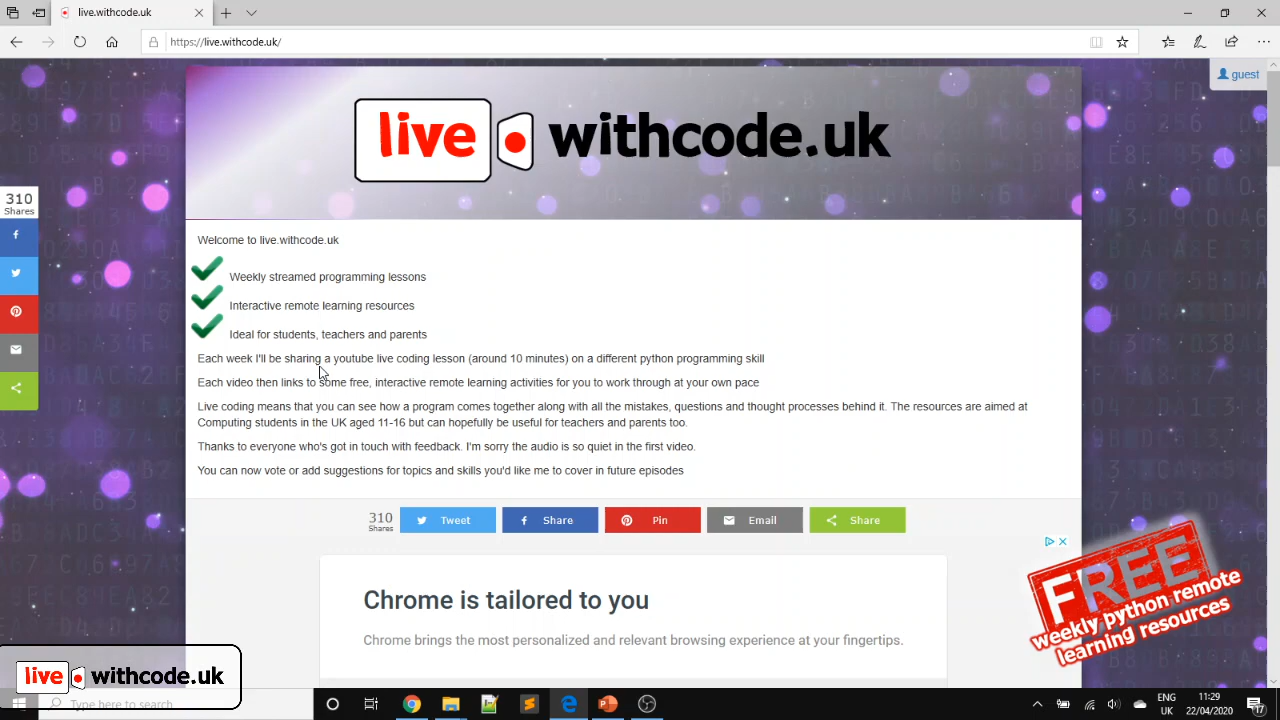 live.withcode.uk
https://live.withcode.uk/
guest
live withcode.uk
310
Shares
Welcome to live.withcode.uk
Weekly streamed programming lessons
Interactive remote learning resources
Ideal for students, teachers and parents
Each week I'll be sharing a youtube live coding lesson (around 10 minutes) on a different python programming skill
Each video then links to some free, interactive remote learning activities for you to work through at your own pace
Live coding means that you can see how a program comes together along with all the mistakes, questions and thought processes behind it. The resources are aimed at
Computing students in the UK aged 11-16 but can hopefully be useful for teachers and parents too.
Thanks to everyone who's got in touch with feedback. I'm sorry the audio is so quiet in the first video.
You can now vote or add suggestions for topics and skills you'd like me to cover in future episodes
310
Shares
Tweet
Share
Pin
Email
Share
Chrome is tailored to you
Chrome brings the most personalized and relevant browsing experience at your fingertips.
FREE
weekly python remote
learning resources
live withcode.uk
Type here to search
ENG
UK
11:29
22/04/2020
17